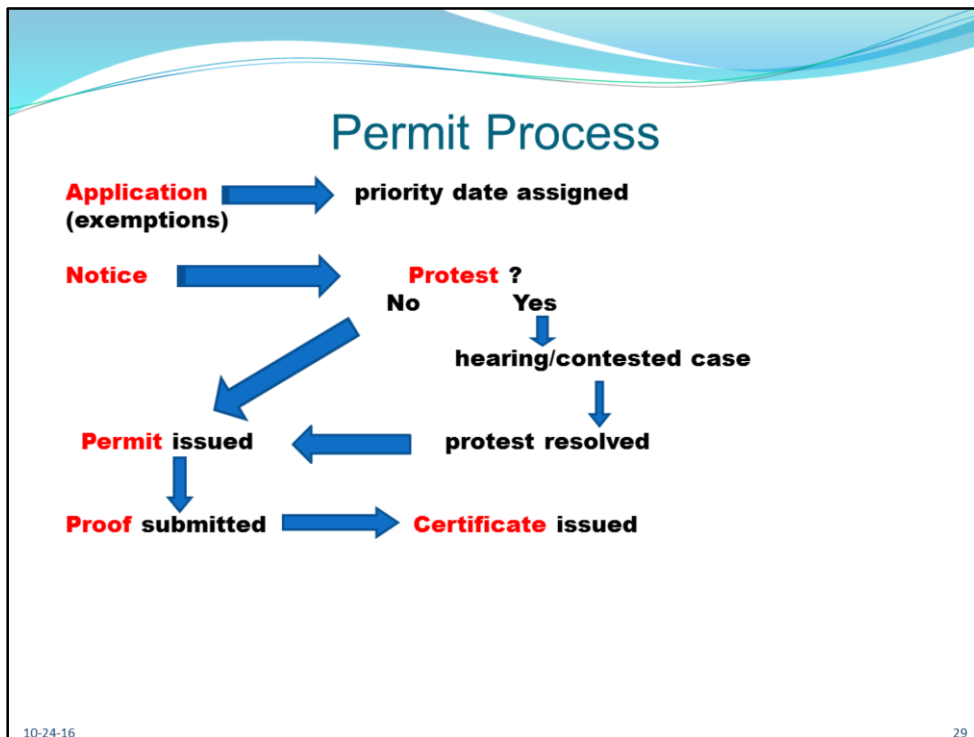 Permit Process
Application priority date assigned
(exemptions)
Notice Protest ?
No Yes
hearing/contested case
Permit issued protest resolved
Proof submitted Certificate issued
10-24-16 29